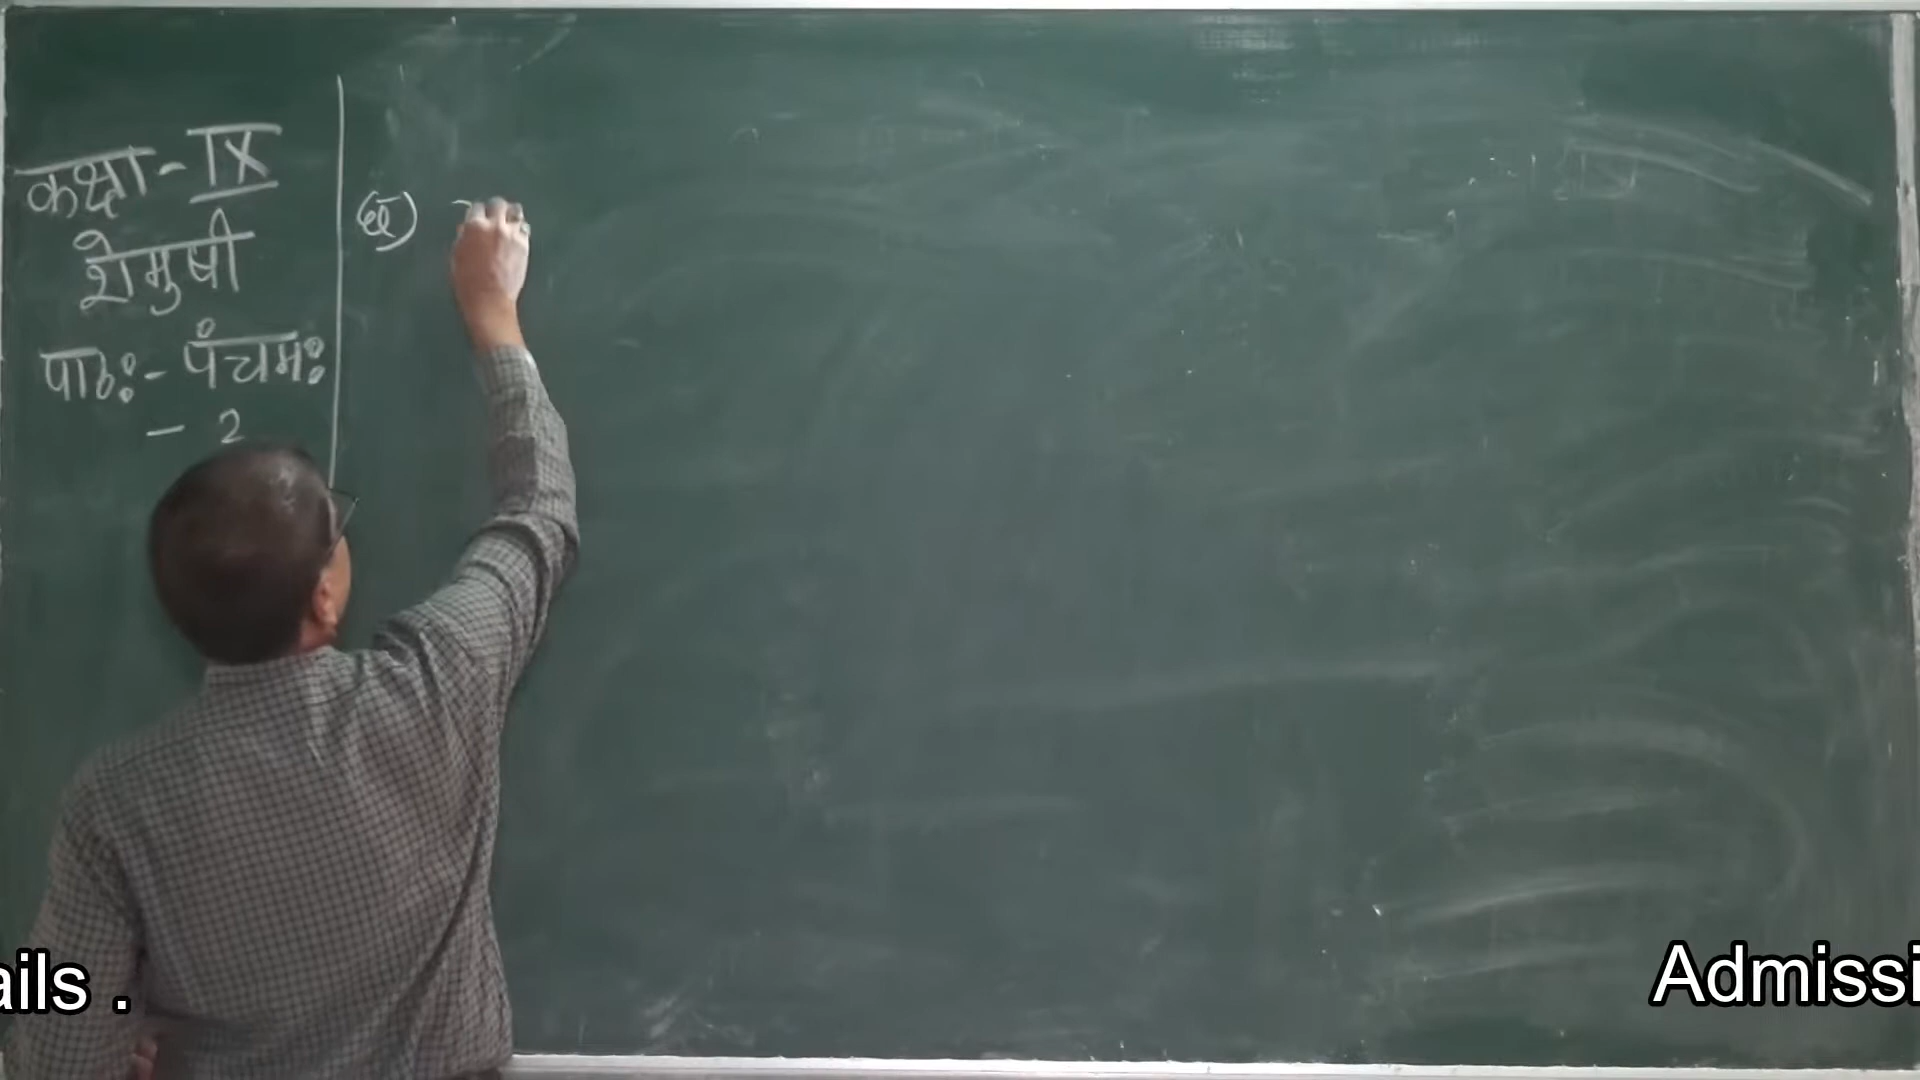 कक्षा - IX
शेमुषी
पाठः - पंचमः
- 2
ails .
Admissi